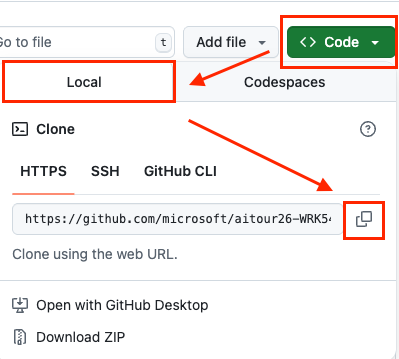 Go to file t Add file Code
Local Codespaces
Clone
HTTPS SSH GitHub CLI
https://github.com/microsoft/aitour26-WRK54
Clone using the web URL.
Open with GitHub Desktop
Download ZIP